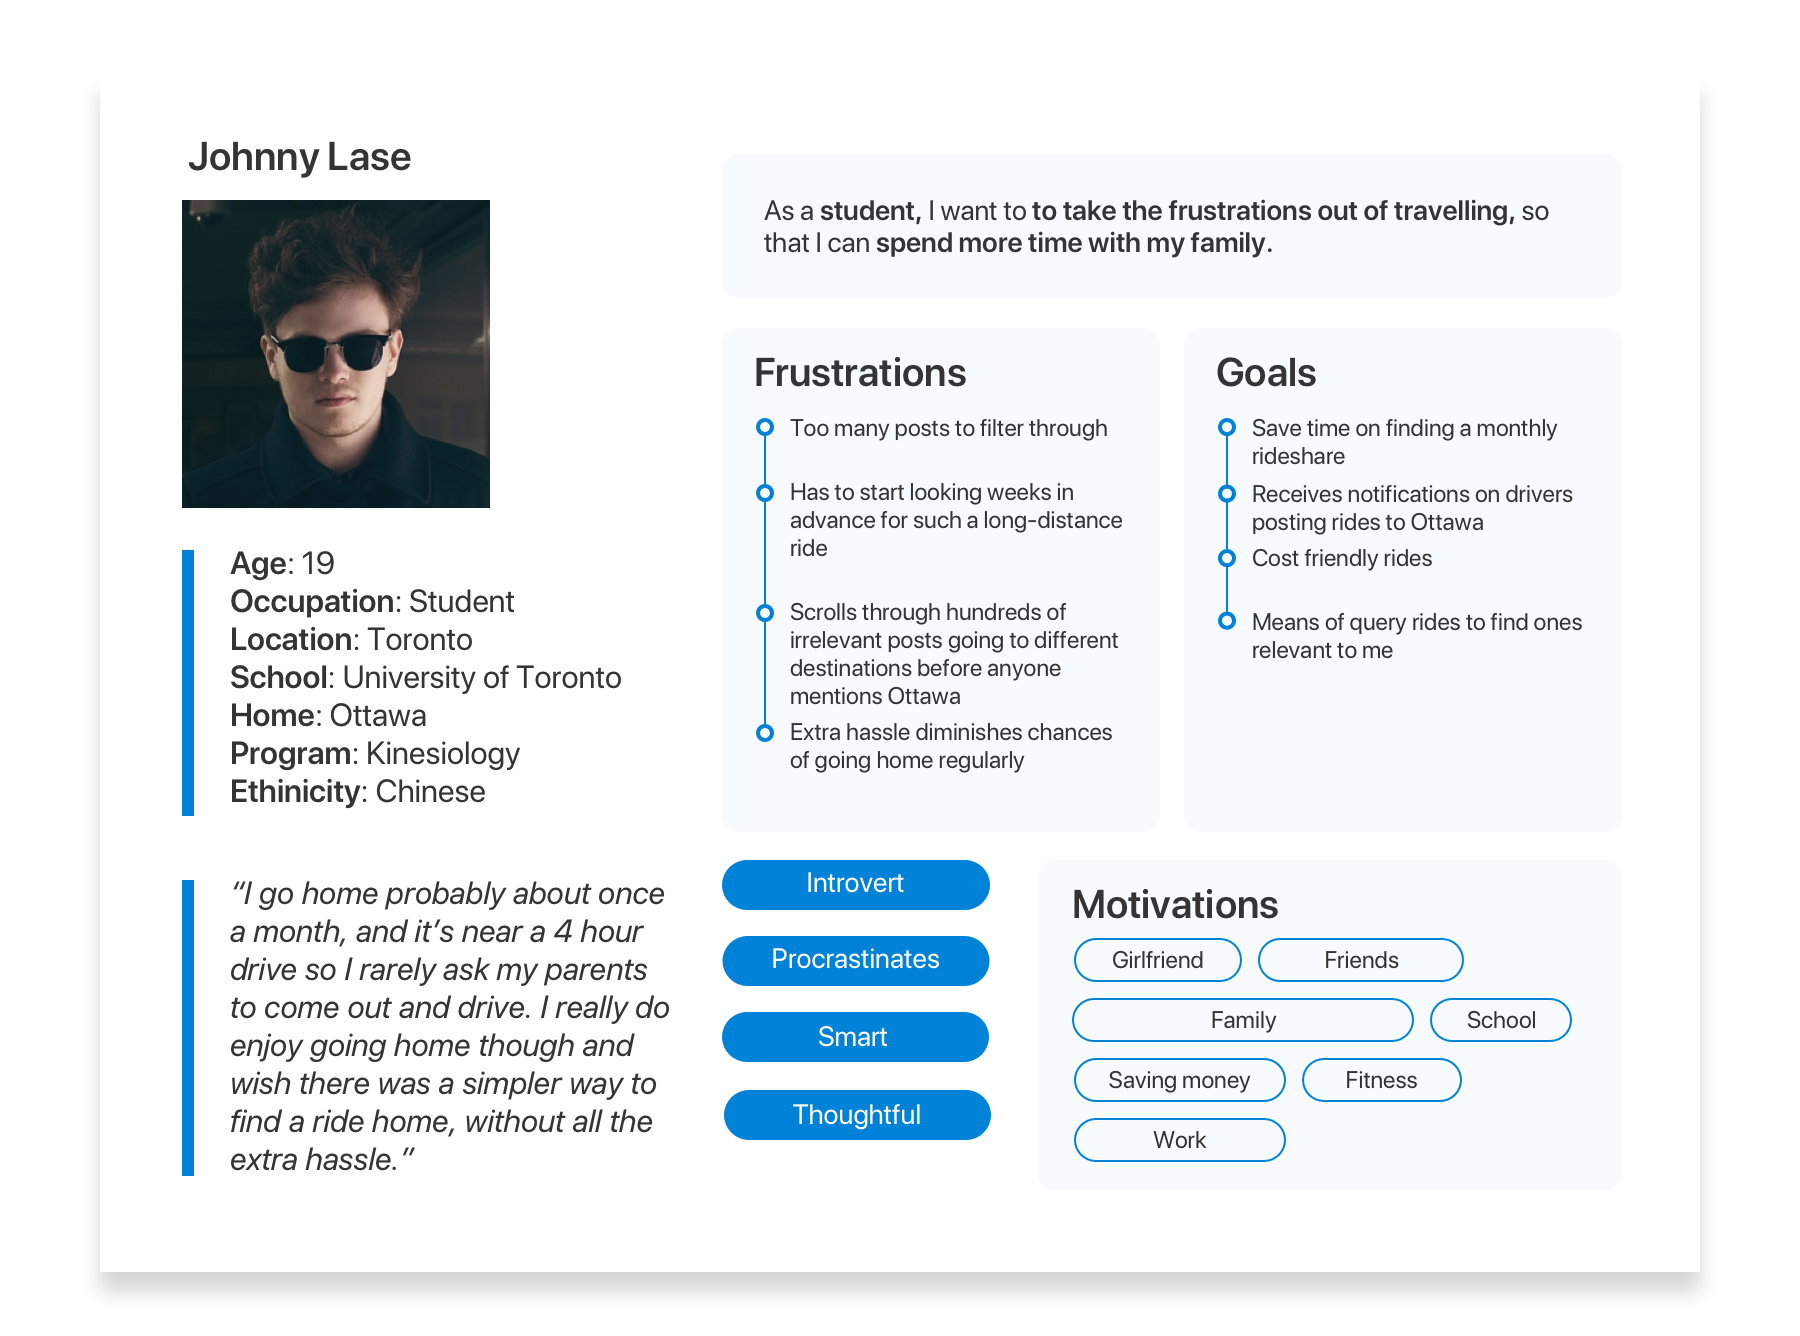 Johnny Lase
Age: 19
Occupation: Student
Location: Toronto
School: University of Toronto
Home: Ottawa
Program: Kinesiology
Ethinicity: Chinese
“I go home probably about once
a month, and it’s near a 4 hour
drive so I rarely ask my parents
to come out and drive. I really do
enjoy going home though and
wish there was a simpler way to
find a ride home, without all the
extra hassle.”
As a student, I want to to take the frustrations out of travelling, so
that I can spend more time with my family.
Frustrations
Too many posts to filter through
Has to start looking weeks in
advance for such a long-distance
ride
Scrolls through hundreds of
irrelevant posts going to different
destinations before anyone
mentions Ottawa
Extra hassle diminishes chances
of going home regularly
Goals
Save time on finding a monthly
rideshare
Receives notifications on drivers
posting rides to Ottawa
Cost friendly rides
Means of query rides to find ones
relevant to me
Introvert
Procrastinates
Smart
Thoughtful
Motivations
Girlfriend
Friends
Family
School
Saving money
Fitness
Work